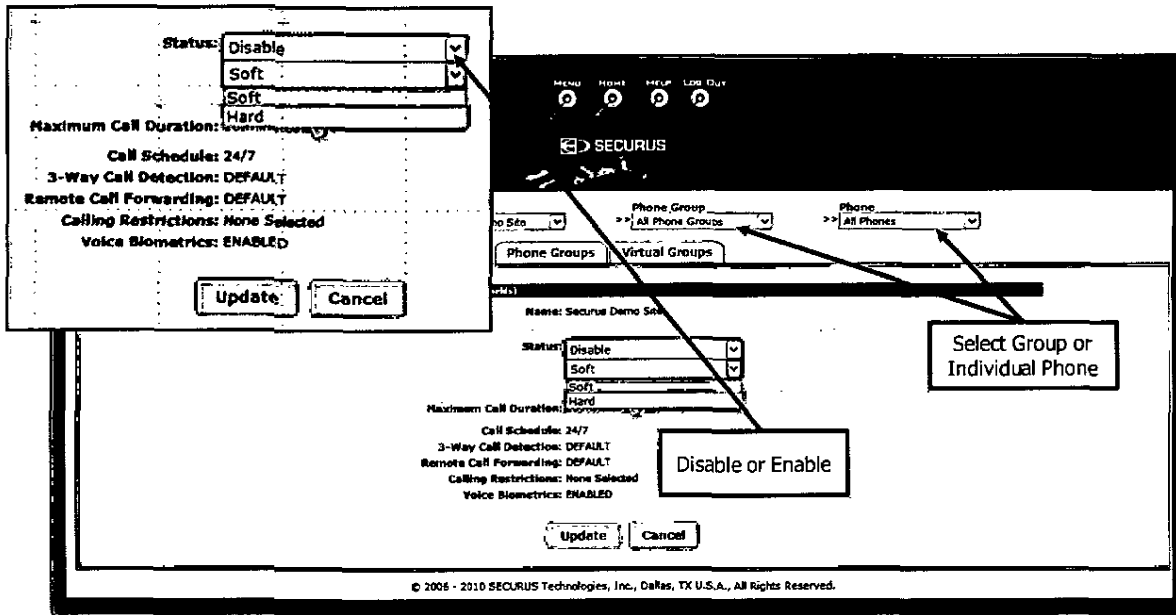 Status: Disable
Soft
Soft
Hard
Maximum Call Duration:
Call Schedule: 24/7
3-Way Call Detection: DEFAULT
Remote Call Forwarding: DEFAULT
Calling Restrictions: None Selected
Voice Biometrics: ENABLED
Update Cancel
MENU HOME HELP LOG OUT
SECURUS
Site Phone Group Phone
>> All Phone Groups >> All Phones
Phone Groups Virtual Groups
Name: Securus Demo Site
Status: Disable
Soft
Soft
Hard
Maximum Call Duration:
Call Schedule: 24/7
3-Way Call Detection: DEFAULT
Remote Call Forwarding: DEFAULT
Calling Restrictions: None Selected
Voice Biometrics: ENABLED
Update Cancel
Select Group or
Individual Phone
Disable or Enable
© 2006 - 2010 SECURUS Technologies, Inc., Dallas, TX U.S.A., All Rights Reserved.